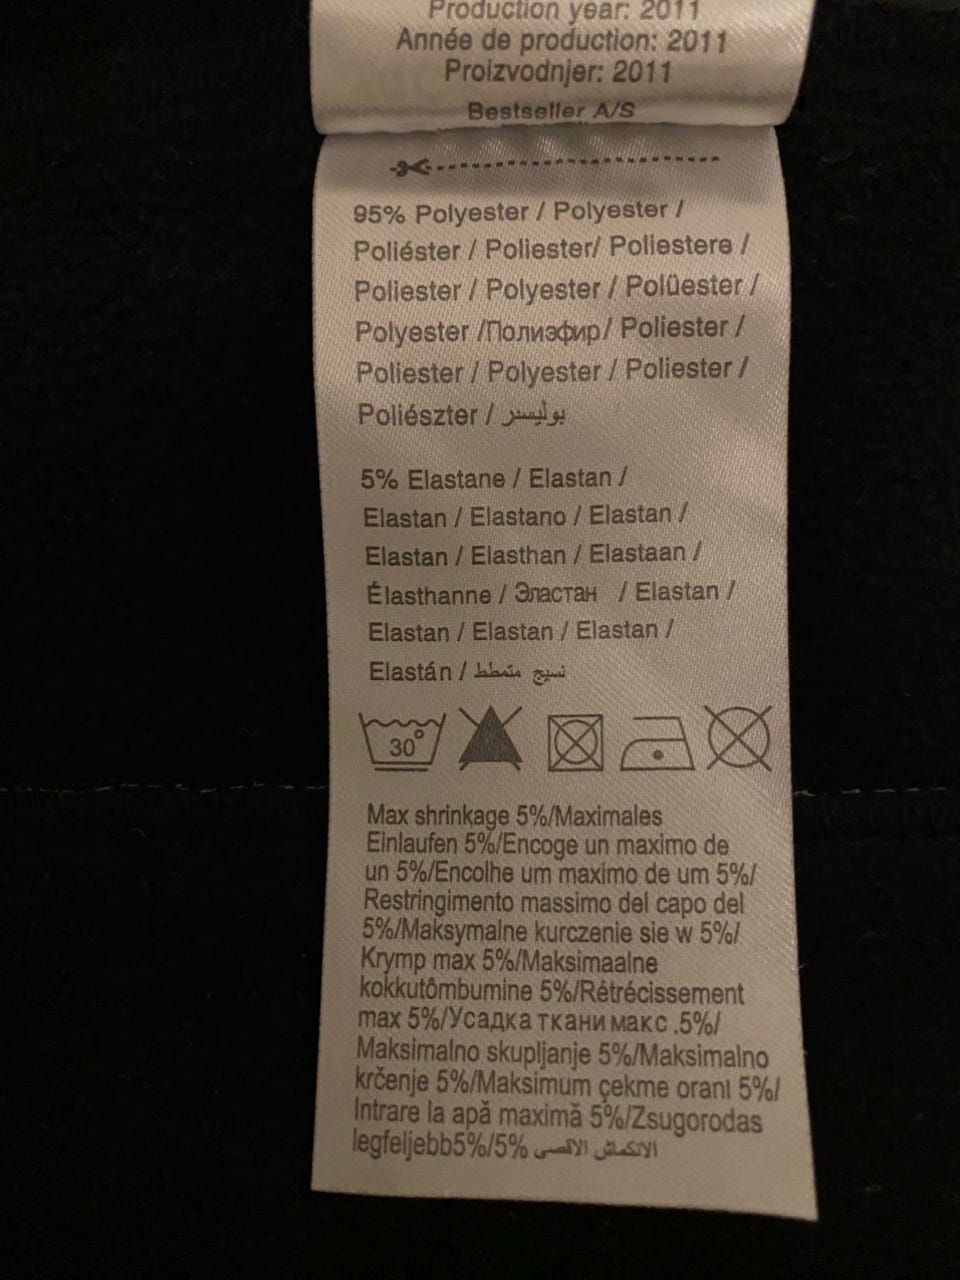 Production year: 2011
Année de production: 2011
Proizvodnjer: 2011
Bestseller A/S
95% Polyester / Polyester /
Poliéster / Poliester/ Poliestere /
Poliester / Polyester / Polüester /
Polyester /Полиэфир/ Poliester /
Poliester / Polyester / Poliester /
Poliészter / بوليستر
5% Elastane / Elastan /
Elastan / Elastano / Elastan /
Elastan / Elasthan / Elastaan /
Élasthanne / Эластан / Elastan /
Elastan / Elastan / Elastan /
Elastán / نسيج متمطط
30°
Max shrinkage 5%/Maximales
Einlaufen 5%/Encoge un maximo de
un 5%/Encolhe um maximo de um 5%/
Restringimento massimo del capo del
5%/Maksymalne kurczenie sie w 5%/
Krymp max 5%/Maksimaalne
kokkutõmbumine 5%/Rétrécissement
max 5%/Усадка ткани макс .5%/
Maksimalno skupljanje 5%/Maksimalno
krčenje 5%/Maksimum çekme oranı 5%/
Intrare la apă maximă 5%/Zsugorodas
legfeljebb5%/5% الانكماش الاقصى